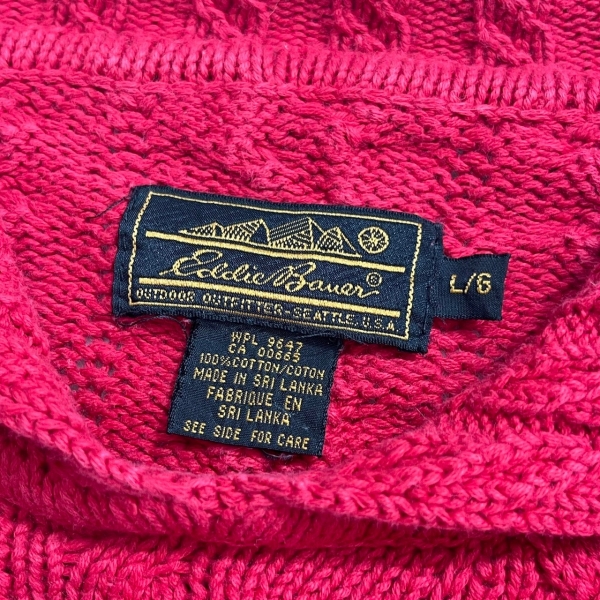 Eddie Bauer®
OUTDOOR OUTFITTER-SEATTLE, U.S.A.
L/G
WPL 9647
CA 00665
100% COTTON/COTON
MADE IN SRI LANKA
FABRIQUE EN
SRI LANKA
SEE SIDE FOR CARE